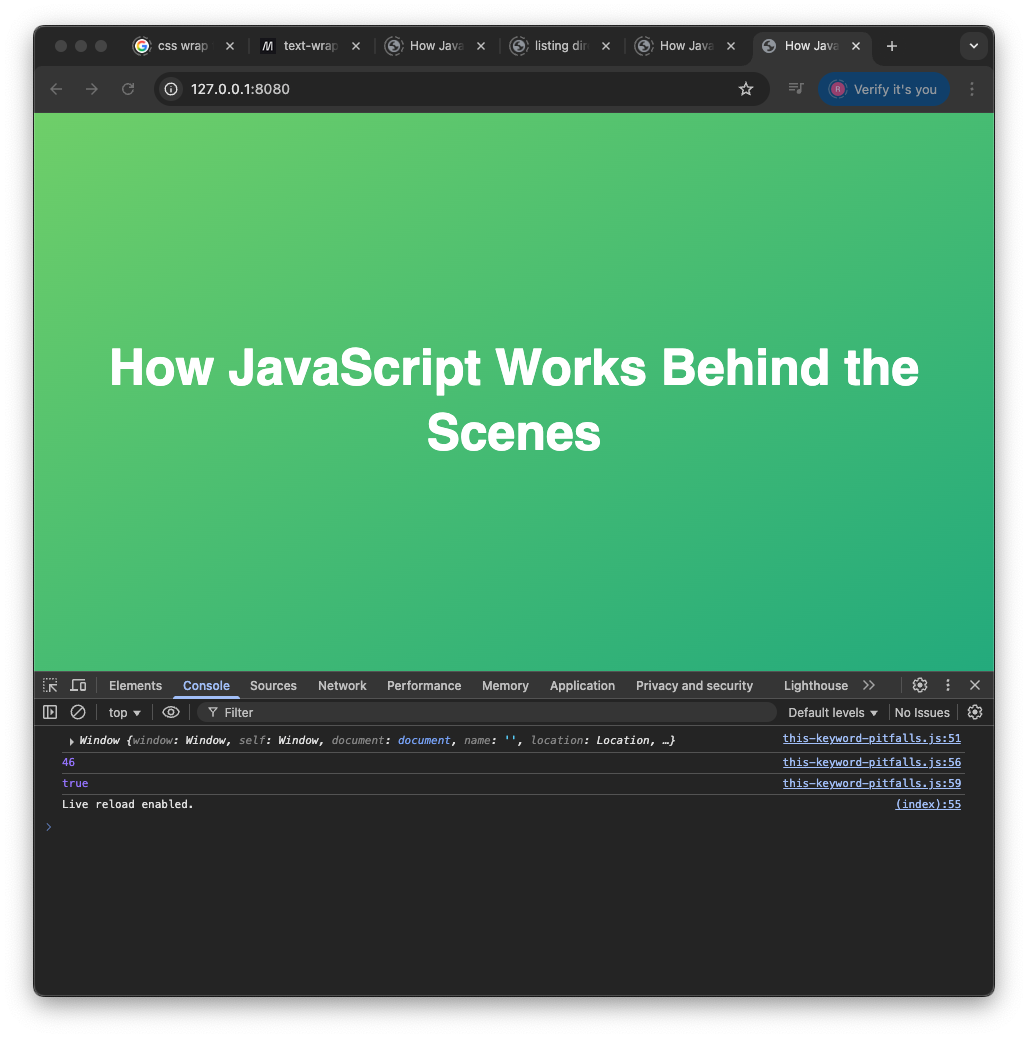 css wrap
text-wrap
How Java
listing dir
How Java
How Java
127.0.0.1:8080
R
Verify it's you
How JavaScript Works Behind the
Scenes
Elements Console Sources Network Performance Memory Application Privacy and security Lighthouse
top Filter Default levels No Issues
Window {window: Window, self: Window, document: document, name: '', location: Location, …} this-keyword-pitfalls.js:51
46 this-keyword-pitfalls.js:56
true this-keyword-pitfalls.js:59
Live reload enabled. (index):55